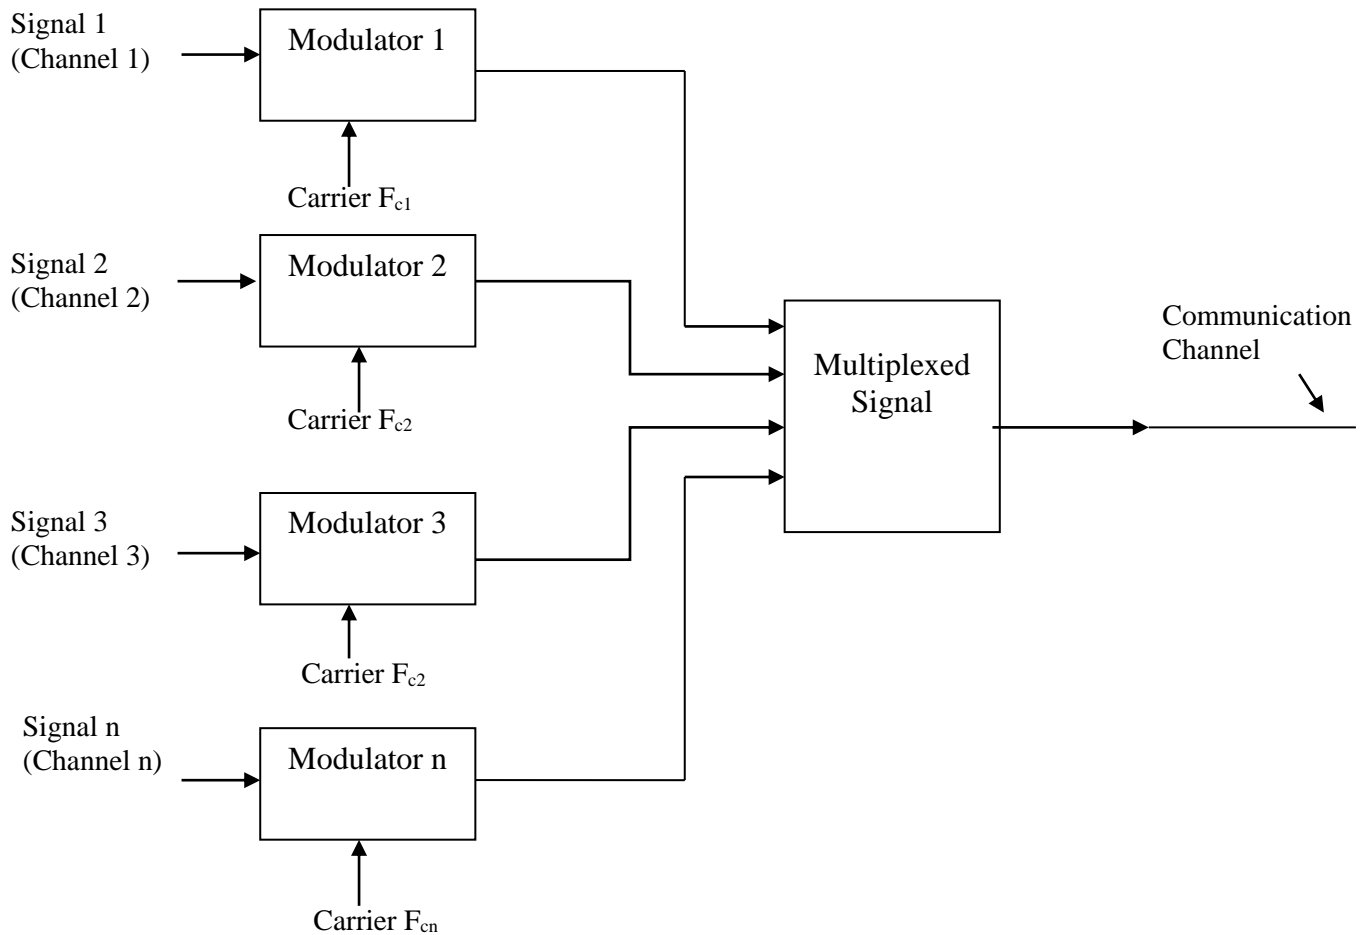 Signal 1
(Channel 1)
Modulator 1
Carrier Fc1
Signal 2
(Channel 2)
Modulator 2
Carrier Fc2
Multiplexed
Signal
Communication
Channel
Signal 3
(Channel 3)
Modulator 3
Carrier Fc2
Signal n
(Channel n)
Modulator n
Carrier Fcn